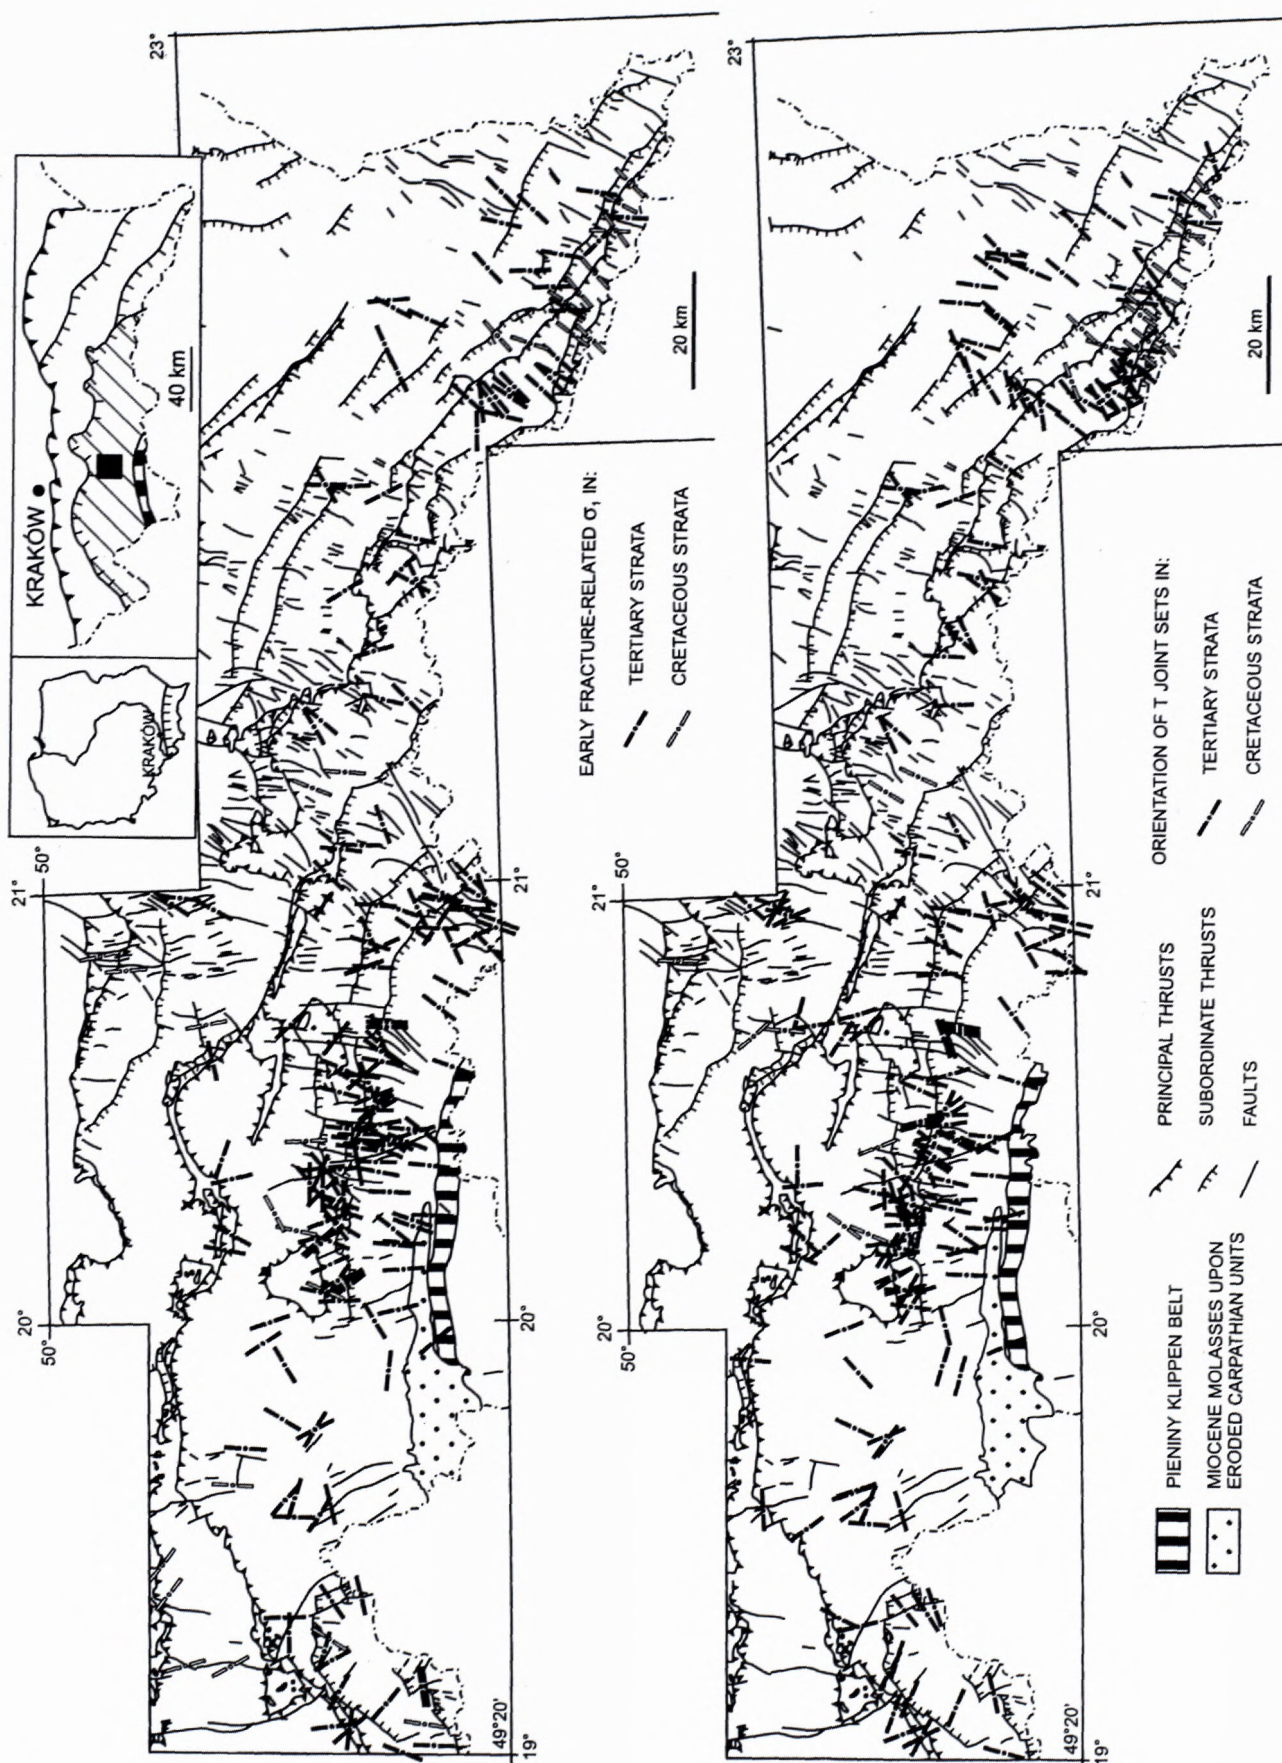 KRAKÓW
40 km
KRAKÓW
23°
50°
21°
21°
20°
50°
20°
49°20'
19°
20 km
EARLY FRACTURE-RELATED σ, IN:
TERTIARY STRATA
CRETACEOUS STRATA
23°
50°
21°
21°
20°
50°
20°
49°20'
19°
20 km
PIENINY KLIPPEN BELT
MIOCENE MOLASSES UPON
ERODED CARPATHIAN UNITS
PRINCIPAL THRUSTS
SUBORDINATE THRUSTS
FAULTS
ORIENTATION OF T JOINT SETS IN:
TERTIARY STRATA
CRETACEOUS STRATA